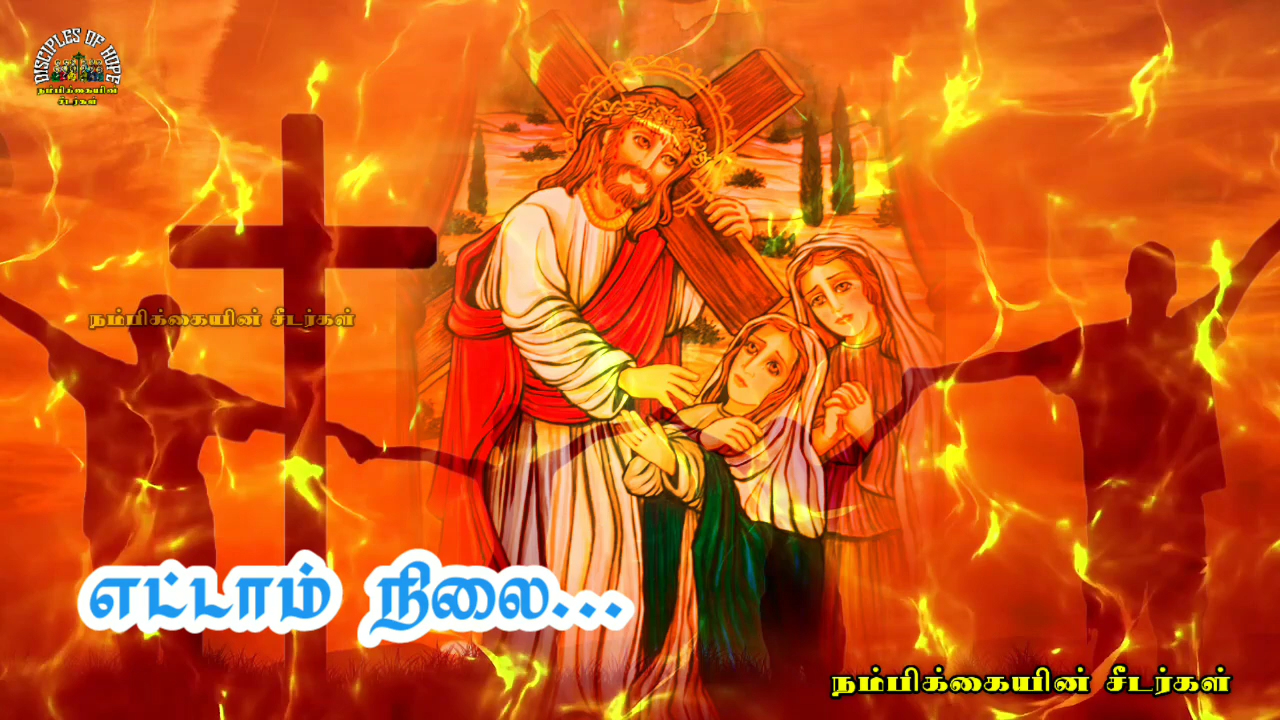 DISCIPLES OF HOPE
நம்பிக்கையின்
சீடர்கள்
நம்பிக்கையின் சீடர்கள்
எட்டாம் நிலை...
நம்பிக்கையின் சீடர்கள்